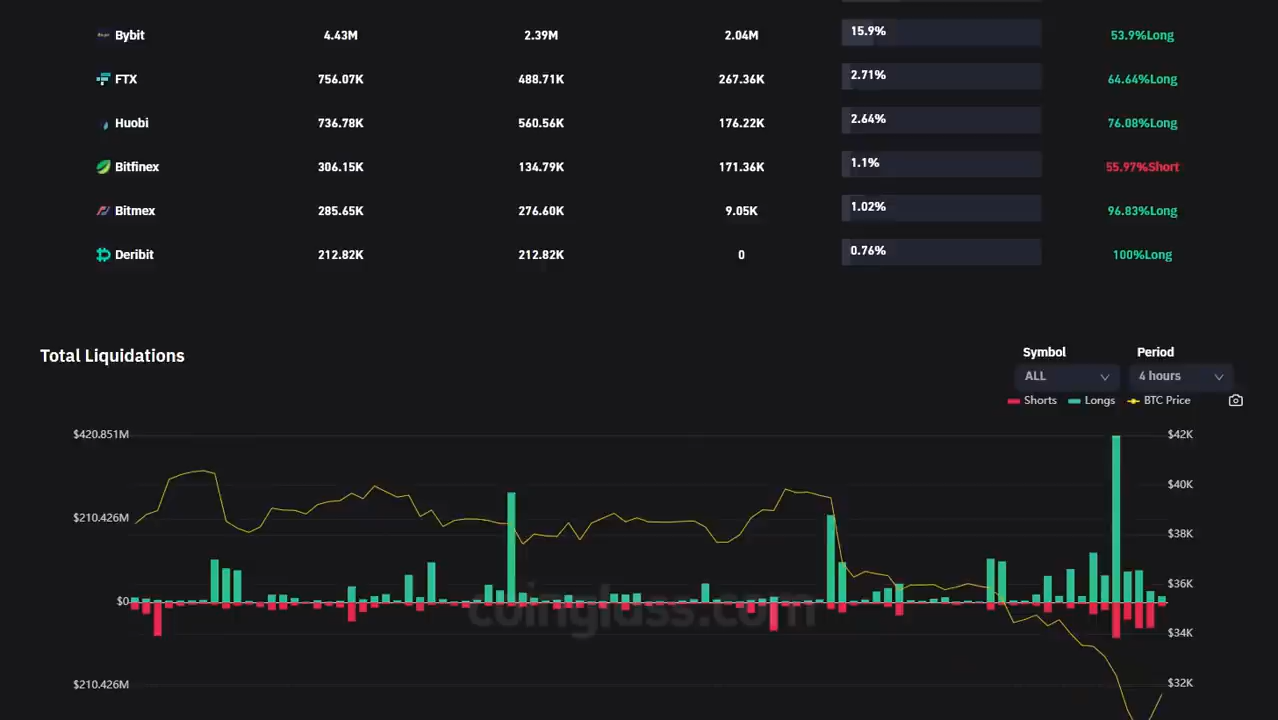 Bybit 4.43M 2.39M 2.04M 15.9% 53.9%Long
FTX 756.07K 488.71K 267.36K 2.71% 64.64%Long
Huobi 736.78K 560.56K 176.22K 2.64% 76.08%Long
Bitfinex 306.15K 134.79K 171.36K 1.1% 55.97%Short
Bitmex 285.65K 276.60K 9.05K 1.02% 96.83%Long
Deribit 212.82K 212.82K 0 0.76% 100%Long
Total Liquidations
Symbol Period
ALL 4 hours
Shorts Longs BTC Price
$420.851M $42K
$40K
$210.426M
$38K
$36K
$0
coinglass.com
$34K
$210.426M $32K